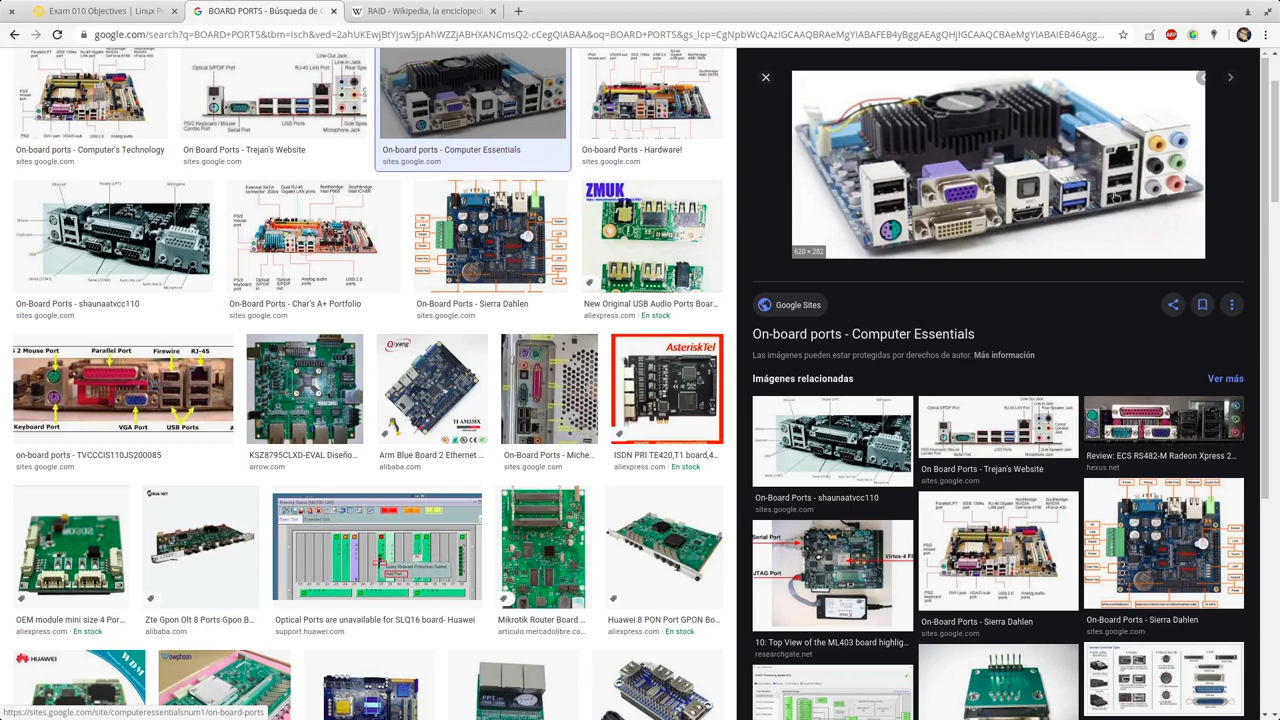 Exam 010 Objectives | Linux P
BOARD PORTS - Búsqueda de
RAID - Wikipedia, la enciclopedi
google.com/search?q=BOARD+PORTS&tbm=isch&ved=2ahUKEwjBtYjsw5jpAhWZZjABHXANCmsQ2-cCegQIABAA&oq=BOARD+PORTS&gs_lcp=CgNpbWcQAzIGCAAQBRAeMgYIABAFEB4yBggAEAgQHjIGCAAQCBAeMgYIABAIEB46Agg...
ABP
On-board ports - Computer's Technology
sites.google.com
On Board Ports - Trejan's Website
sites.google.com
On-board ports - Computer Essentials
sites.google.com
On-board ports - Hardware!
sites.google.com
ZMUK
On-Board Ports - shaunaatvcc110
sites.google.com
On-Board Ports - Char's A+ Portfolio
sites.google.com
On-Board Ports - Sierra Dahlen
sites.google.com
New Original USB Audio Ports Boar...
aliexpress.com · En stock
S 2 Mouse Port
Parallel Port
Firewire
RJ-45
Keyboard Port
VGA Port
USB Ports
AsteriskTel
on-board ports - TVCCCIS110JS200085
sites.google.com
KSZ8795CLXD-EVAL Diseño...
arrow.com
Arm Blue Board 2 Ethernet ...
alibaba.com
On-Board Ports - Miche...
sites.google.com
ISDN PRI TE420,T1 board,4...
aliexpress.com · En stock
OEM module mini size 4 Por...
aliexpress.com · En stock
Zte Gpon Olt 8 Ports Gpon B...
alibaba.com
Optical Ports are unavailable for SLQ16 board- Huawei
support.huawei.com
Mikrotik Router Board ...
articulo.mercadolibre.co...
Huawei 8 PON Port GPON Bo...
aliexpress.com · En stock
HUAWEI
https://sites.google.com/site/computeressentialsnum1/on-board-ports
620 × 282
Google Sites
On-board ports - Computer Essentials
Las imágenes pueden estar protegidas por derechos de autor. Más información
Imágenes relacionadas
Ver más
On-Board Ports - shaunaatvcc110
sites.google.com
On Board Ports - Trejan's Website
sites.google.com
Review: ECS RS482-M Radeon Xpress 2...
hexus.net
Serial Port
JTAG Port
Virtex-4 F
10: Top View of the ML403 board highlig...
researchgate.net
On-Board Ports - Sierra Dahlen
sites.google.com
On-Board Ports - Sierra Dahlen
sites.google.com